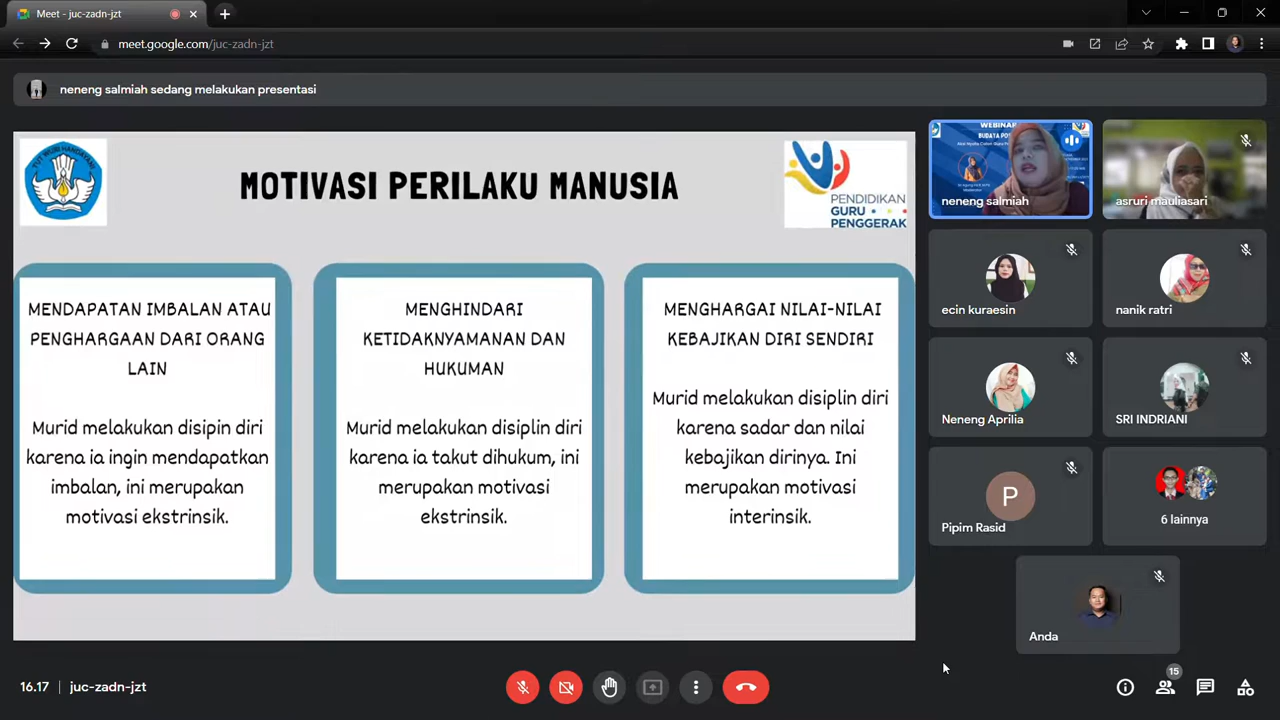 Meet - juc-zadn-jzt
meet.google.com/juc-zadn-jzt
neneng salmiah sedang melakukan presentasi
TUT WURI HANDAYANI
MOTIVASI PERILAKU MANUSIA
PENDIDIKAN
GURU
PENGGERAK
MENDAPATAN IMBALAN ATAU
PENGHARGAAN DARI ORANG
LAIN
Murid melakukan disipin diri
karena ia ingin mendapatkan
imbalan, ini merupakan
motivasi ekstrinsik.
MENGHINDARI
KETIDAKNYAMANAN DAN
HUKUMAN
Murid melakukan disiplin diri
karena ia takut dihukum, ini
merupakan motivasi
ekstrinsik.
MENGHARGAI NILAI-NILAI
KEBAJIKAN DIRI SENDIRI
Murid melakukan disiplin diri
karena sadar dan nilai
kebajikan dirinya. Ini
merupakan motivasi
interinsik.
WEBINAR
BUDAYA
neneng salmiah
asruri mauliasari
ecin kuraesin
nanik ratri
Neneng Aprilia
SRI INDRIANI
P
Pipim Rasid
6 lainnya
Anda
16.17
juc-zadn-jzt
15